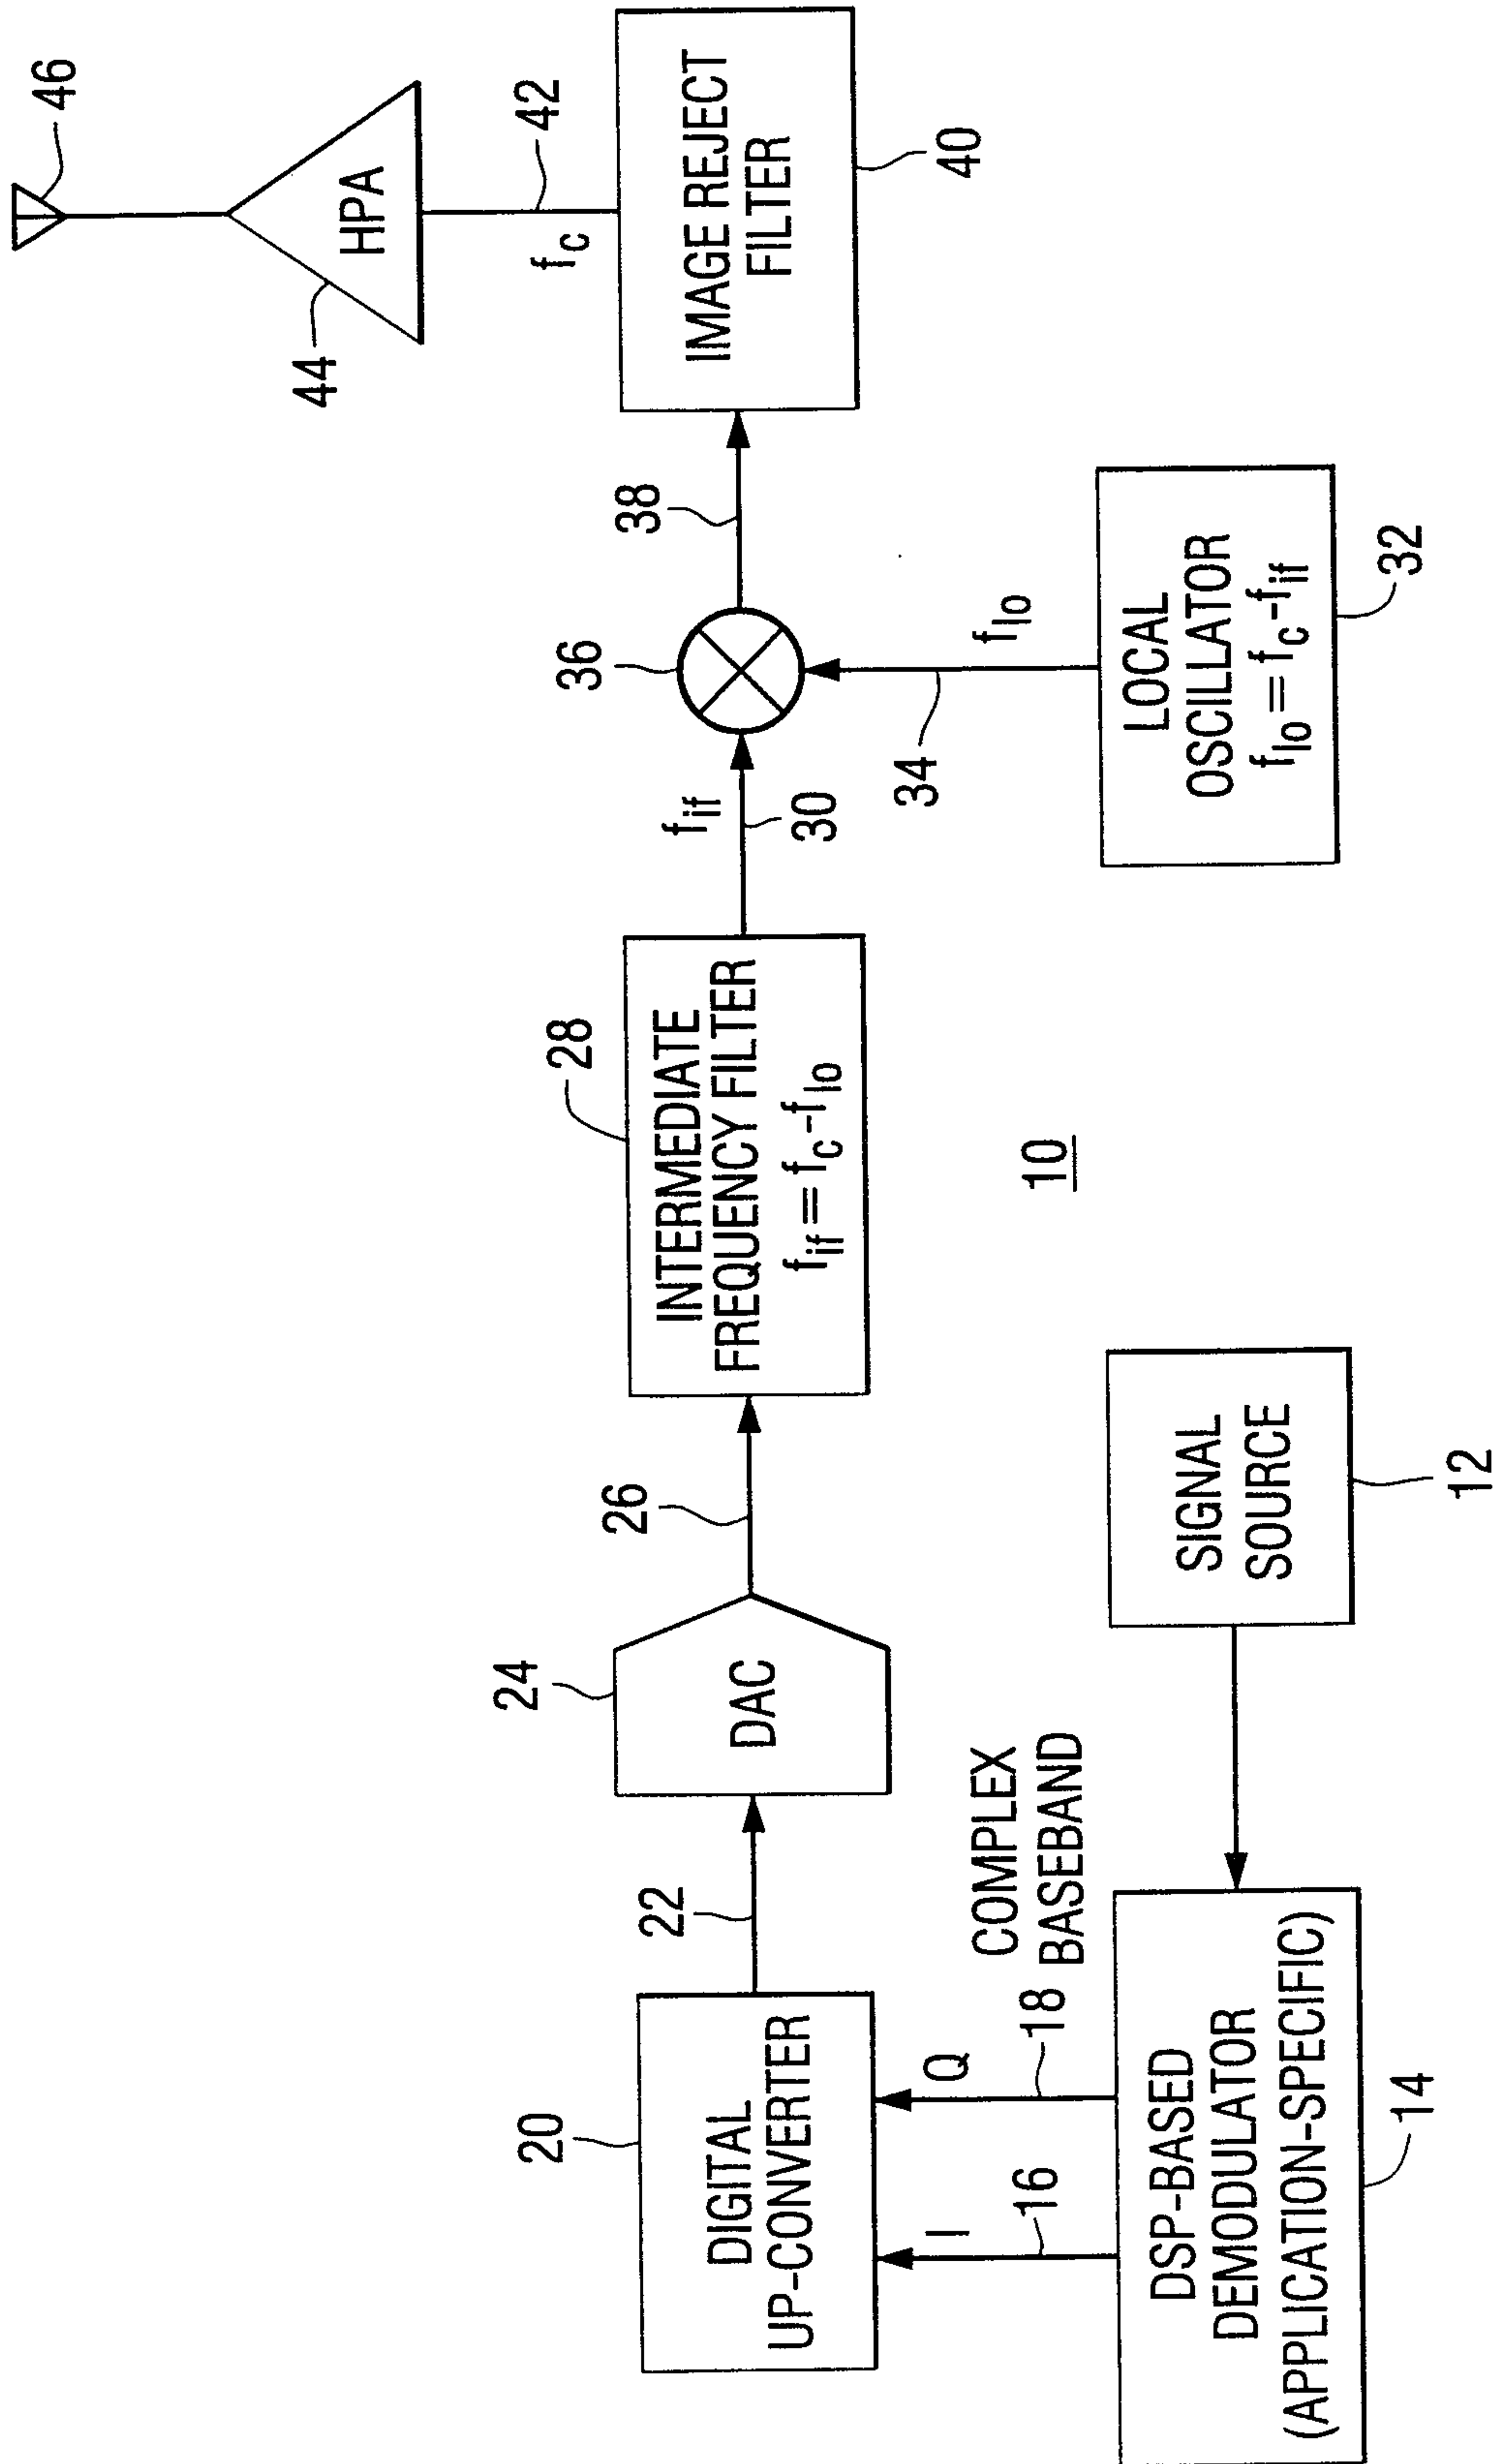 46
HPA
44
f_c
42
IMAGE REJECT
FILTER
40
38
36
f_lo
34
LOCAL
OSCILLATOR
f_lo = f_c - f_if
32
f_if
30
28
INTERMEDIATE
FREQUENCY FILTER
f_if = f_c - f_lo
10
26
24
DAC
22
20
DIGITAL
UP-CONVERTER
I
16
Q
18
COMPLEX
BASEBAND
SIGNAL
SOURCE
12
DSP-BASED
DEMODULATOR
(APPLICATION-SPECIFIC)
14